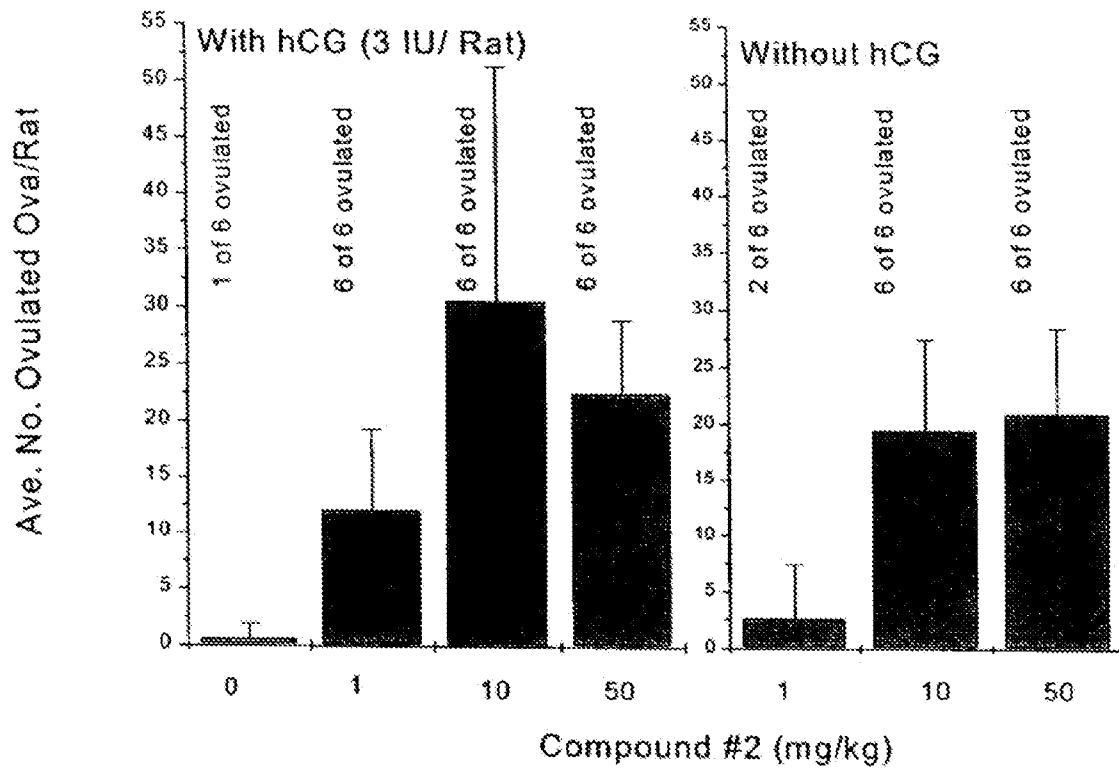 Ave. No. Ovulated Ova/Rat
With hCG (3 IU/ Rat)
55
50
45
40
35
30
25
20
15
10
5
0
1 of 6 ovulated
6 of 6 ovulated
6 of 6 ovulated
6 of 6 ovulated
0
1
10
50
Without hCG
55
50
45
40
35
30
25
20
15
10
5
0
2 of 6 ovulated
6 of 6 ovulated
6 of 6 ovulated
1
10
50
Compound #2 (mg/kg)